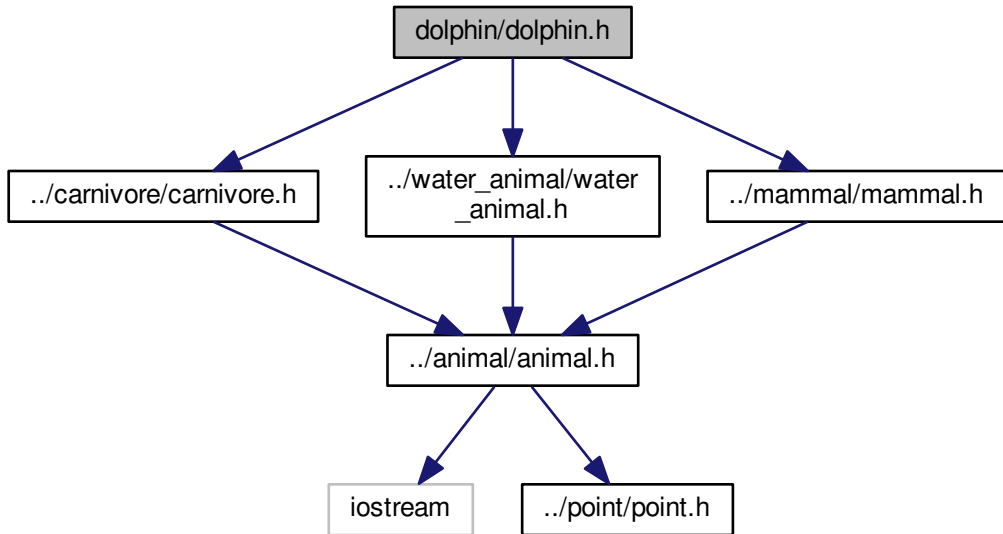 dolphin/dolphin.h
../carnivore/carnivore.h
../water_animal/water
_animal.h
../mammal/mammal.h
../animal/animal.h
iostream
../point/point.h